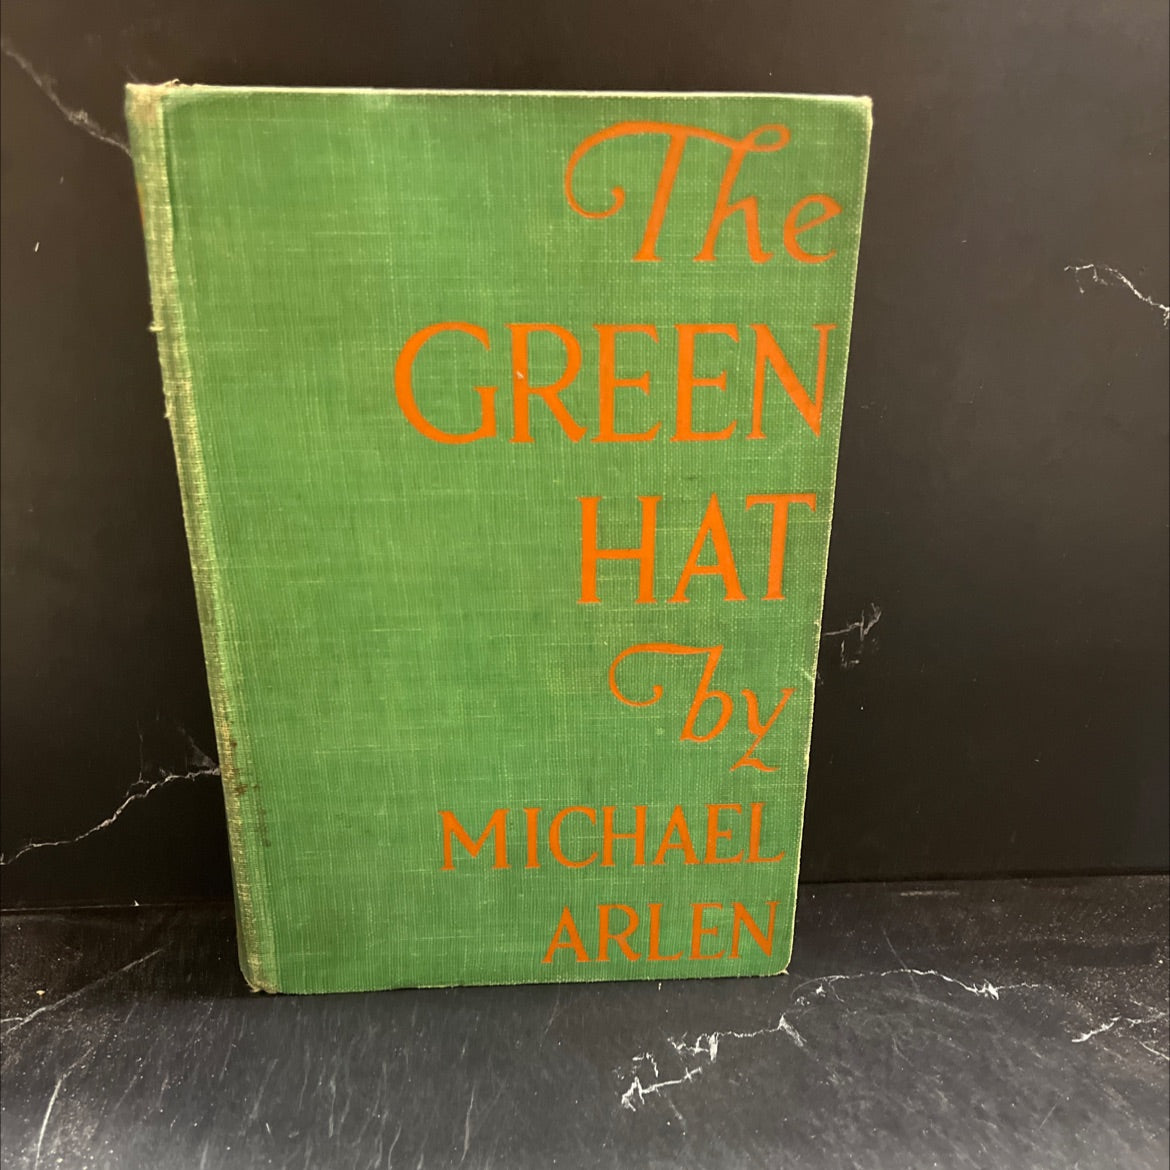 The
GREEN
HAT
by
MICHAEL
ARLEN